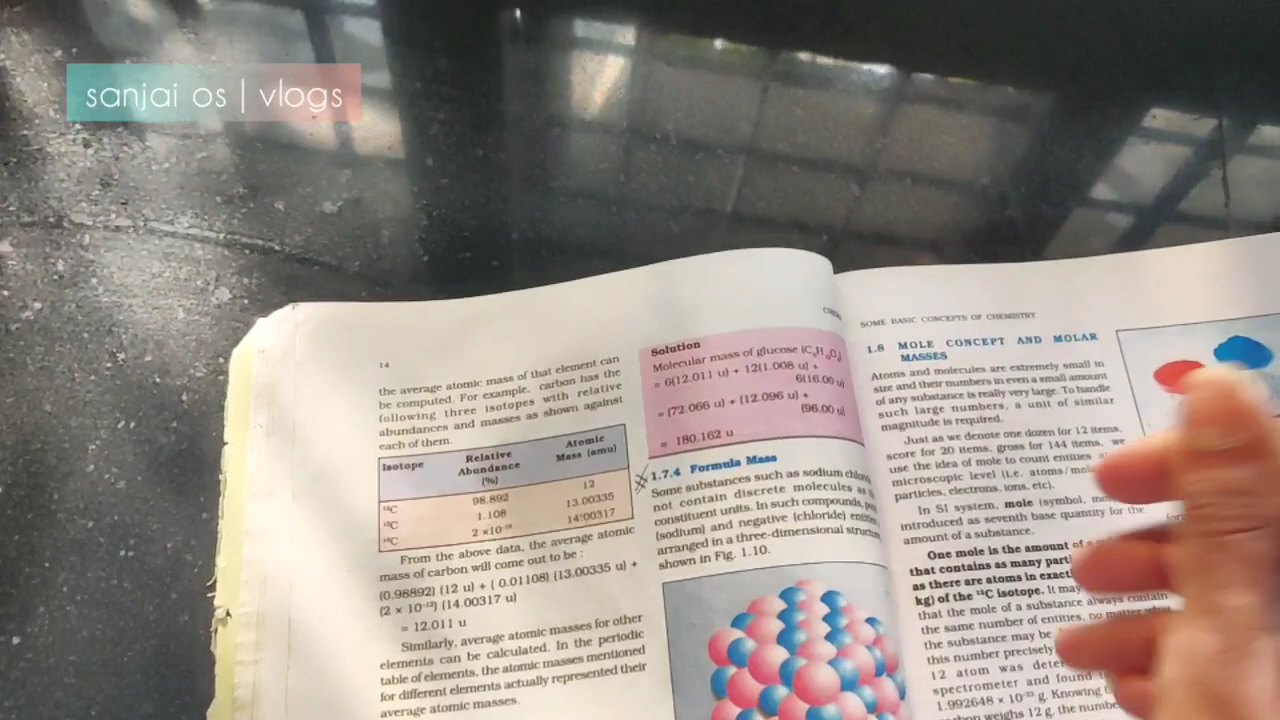 sanjai os | vlogs
14
the average atomic mass of that element can
be computed. For example, carbon has the
following three isotopes with relative
abundances and masses as shown against
each of them.
Isotope Relative Abundance (%) Atomic Mass (amu)
¹²C 98.892 12
¹³C 1.108 13.00335
¹⁴C 2 ×10⁻¹⁰ 14.00317
From the above data, the average atomic
mass of carbon will come out to be :
(0.98892) (12 u) + ( 0.01108) (13.00335 u) +
(2 × 10⁻¹²) (14.00317 u)
= 12.011 u
Similarly, average atomic masses for other
elements can be calculated. In the periodic
table of elements, the atomic masses mentioned
for different elements actually represented their
average atomic masses.
Solution
Molecular mass of glucose (C₆H₁₂O₆)
= 6(12.011 u) + 12(1.008 u) +
6(16.00 u)
= (72.066 u) + (12.096 u) +
(96.00 u)
= 180.162 u
1.7.4 Formula Mass
Some substances such as sodium
not contain discrete molecules as
constituent units. In such compounds,
(sodium) and negative (chloride)
arranged in a three-dimensional
shown in Fig. 1.10.
SOME BASIC CONCEPTS OF CHEMISTRY
1.8 MOLE CONCEPT AND MOLAR
MASSES
Atoms and molecules are extremely small in
size and their numbers in even a small amount
of any substance is really very large. To handle
such large numbers, a unit of similar
magnitude is required.
Just as we denote one dozen for 12 items,
score for 20 items, gross for 144 items, we
use the idea of mole to count entities
microscopic level (i.e. atoms/
particles, electrons, ions, etc).
In SI system, mole (symbol,
introduced as seventh base quantity for the
amount of a substance.
One mole is the amount of
that contains as many
as there are atoms in
kg) of the ¹²C isotope. It may
that the mole of a substance always contain
the same number of entities, no matter what
the substance may be
this number precisely
12 atom was
spectrometer and found
1.992648 × 10⁻²³ g. Knowing
weighs 12 g, the number